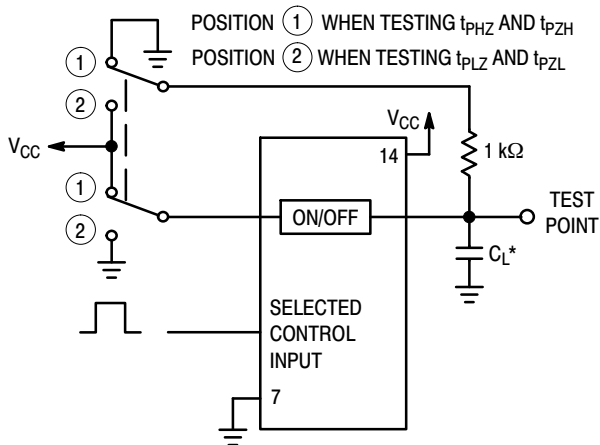 POSITION 1 WHEN TESTING tPHZ AND tPZH
POSITION 2 WHEN TESTING tPLZ AND tPZL
1
2
VCC
1
2
VCC
14
1 kΩ
ON/OFF
TEST
POINT
CL*
SELECTED
CONTROL
INPUT
7